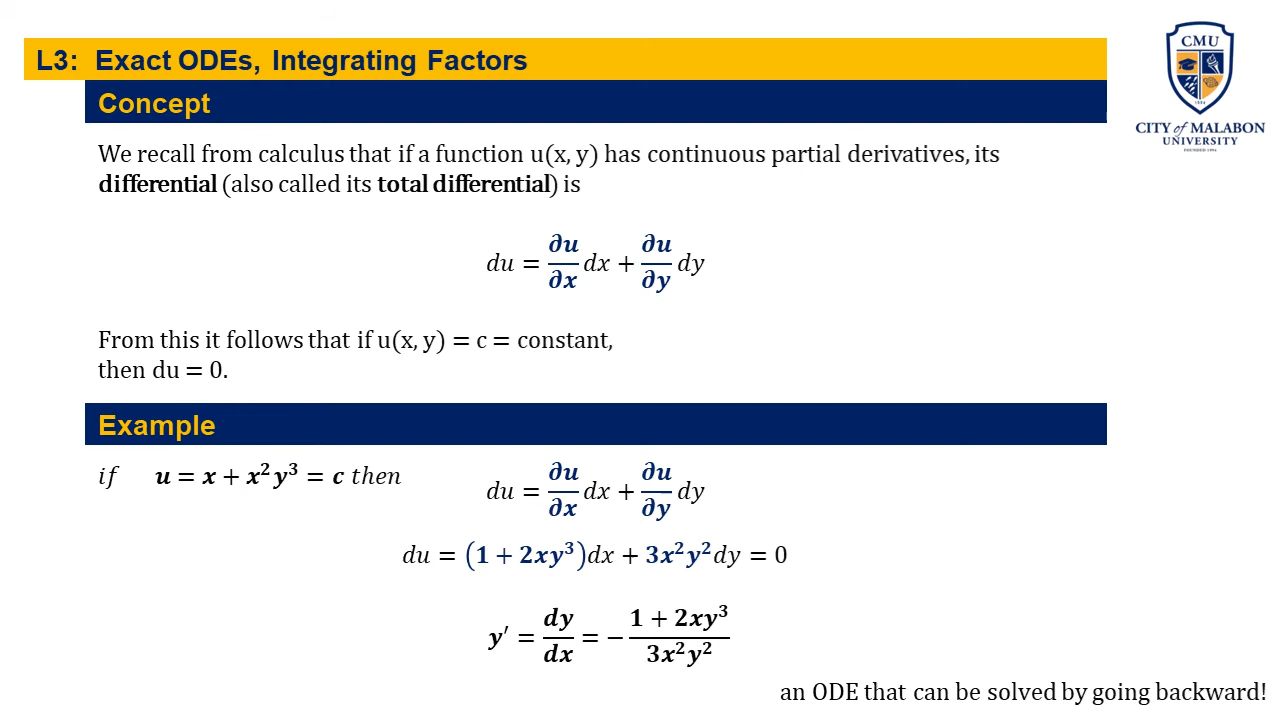 L3: Exact ODEs, Integrating Factors
CMU
CITY of MALABON
UNIVERSITY
FOUNDED 1994
Concept
We recall from calculus that if a function u(x, y) has continuous partial derivatives, its
differential (also called its total differential) is
du = ∂u/∂x dx + ∂u/∂y dy
From this it follows that if u(x, y) = c = constant,
then du = 0.
Example
if u = x + x²y³ = c then
du = ∂u/∂x dx + ∂u/∂y dy
du = (1 + 2xy³)dx + 3x²y²dy = 0
y′ = dy/dx = − (1 + 2xy³)/(3x²y²)
an ODE that can be solved by going backward!